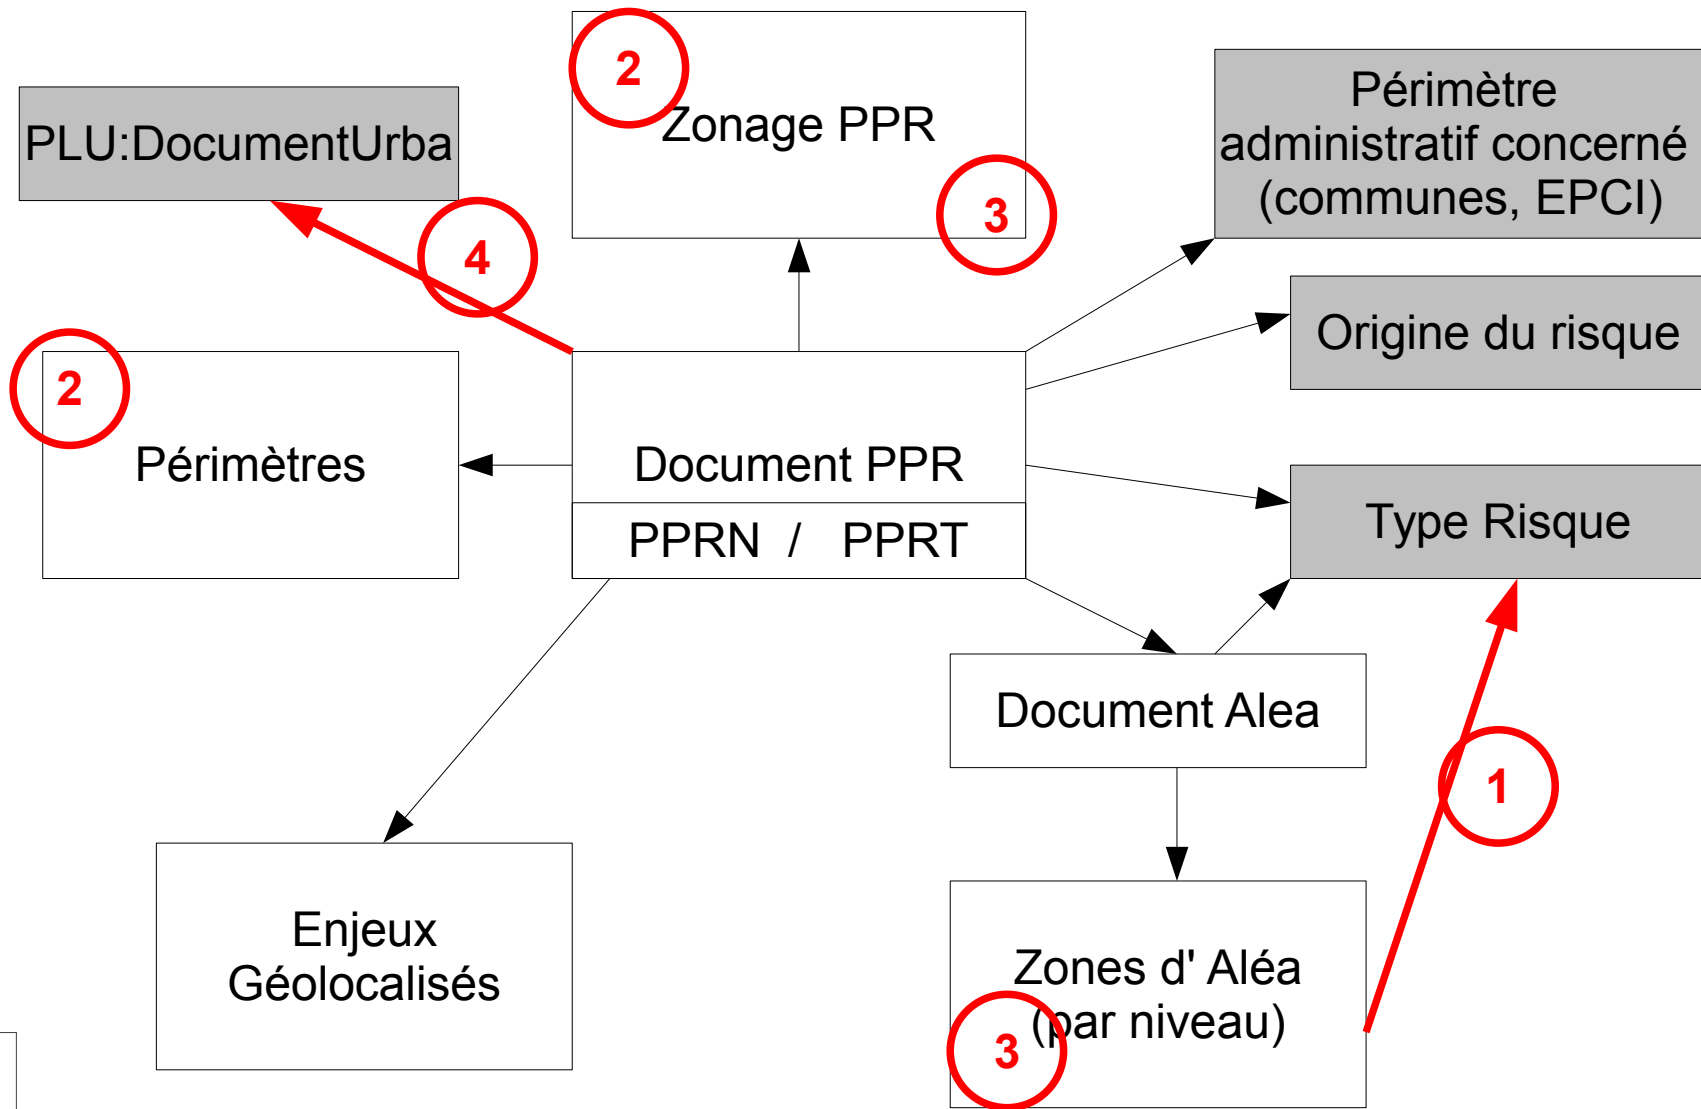 2
Zonage PPR
3
PLU:DocumentUrba
4
Périmètre
administratif concerné
(communes, EPCI)
Origine du risque
2
Périmètres
Document PPR
PPRN / PPRT
Type Risque
Document Alea
1
Enjeux
Géolocalisés
Zones d' Aléa
(par niveau)
3